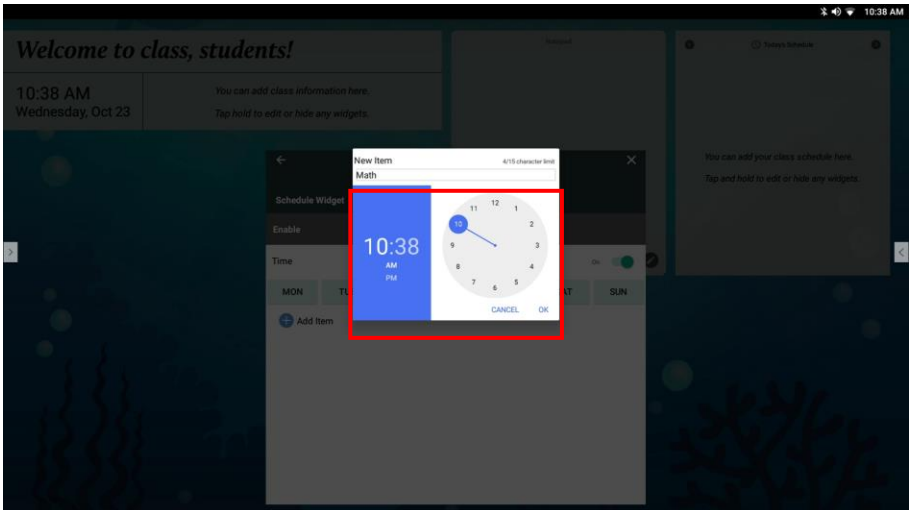 10:38 AM
Welcome to class, students!
10:38 AM
Wednesday, Oct 23
You can add class information here.
Tap hold to edit or hide any widgets.
Today's Schedule
You can add your class schedule here.
Tap and hold to edit or hide any widgets.
New Item
4/15 character limit
Math
Schedule Widget
Enable
Time
On
MON
TU
AT
SUN
Add Item
10:38
AM
PM
12
1
2
3
4
5
6
7
8
9
10
11
CANCEL
OK